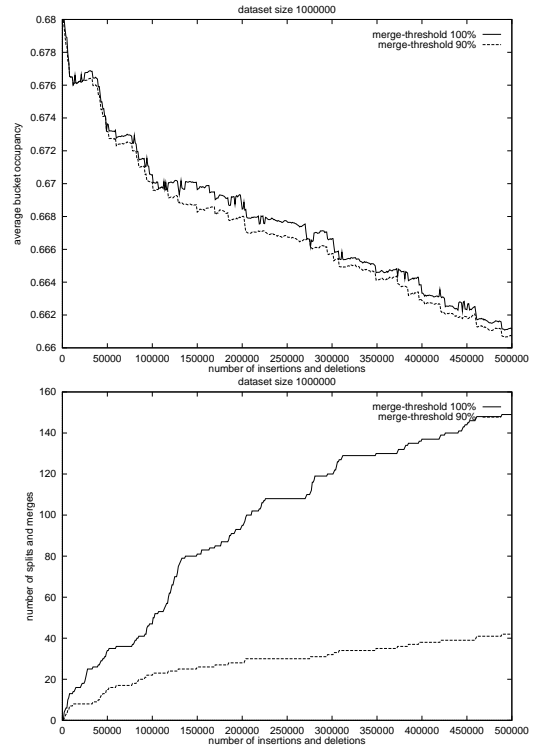 dataset size 1000000
0.68
0.678
0.676
0.674
0.672
0.67
0.668
0.666
0.664
0.662
0.66
average bucket occupancy
merge-threshold 100%
merge-threshold 90%
0 50000 100000 150000 200000 250000 300000 350000 400000 450000 500000
number of insertions and deletions
dataset size 1000000
160
140
120
100
80
60
40
20
0
number of splits and merges
merge-threshold 100%
merge-threshold 90%
0 50000 100000 150000 200000 250000 300000 350000 400000 450000 500000
number of insertions and deletions